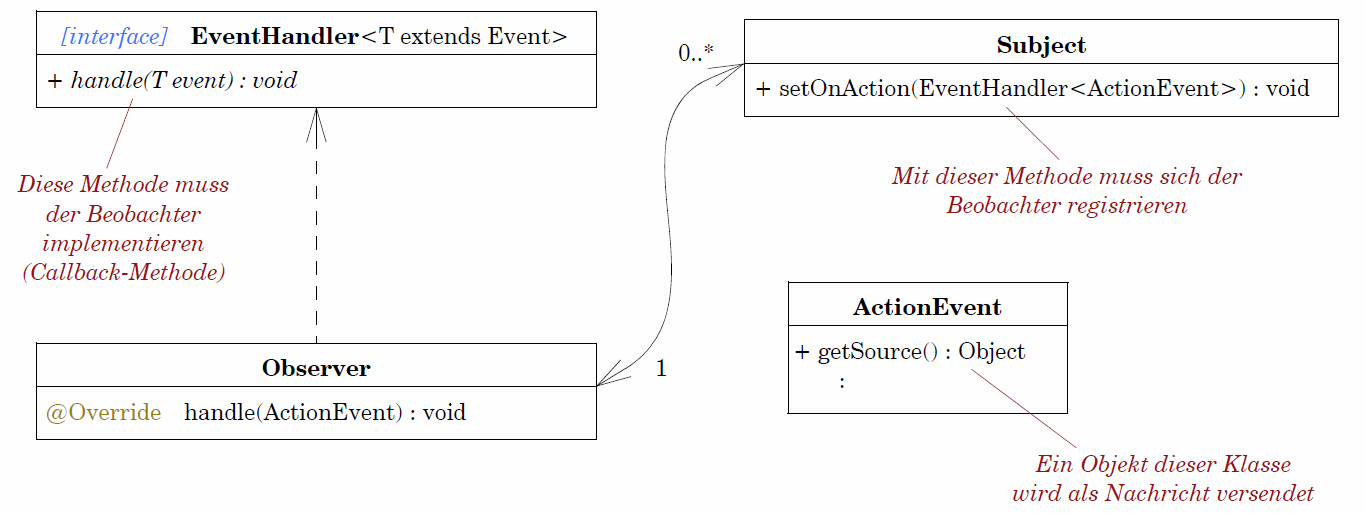 [interface] EventHandler<T extends Event>
+ handle(T event) : void
Diese Methode muss
der Beobachter
implementieren
(Callback-Methode)
Observer
@Override handle(ActionEvent) : void
0..*
1
Subject
+ setOnAction(EventHandler<ActionEvent>) : void
Mit dieser Methode muss sich der
Beobachter registrieren
ActionEvent
+ getSource() : Object
:
Ein Objekt dieser Klasse
wird als Nachricht versendet